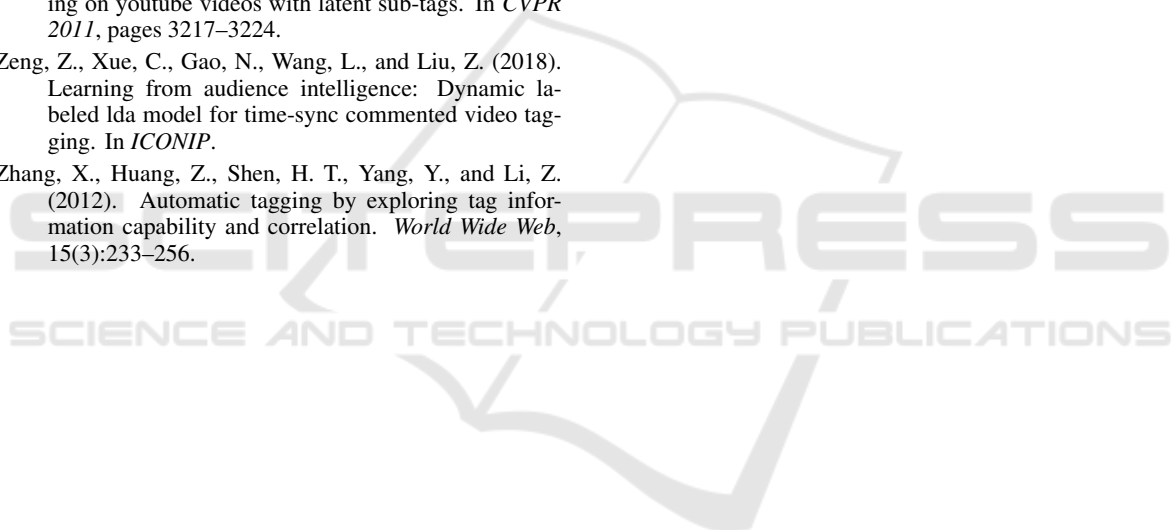 ing on youtube videos with latent sub-tags. In CVPR
2011, pages 3217–3224.
Zeng, Z., Xue, C., Gao, N., Wang, L., and Liu, Z. (2018).
Learning from audience intelligence: Dynamic la-
beled lda model for time-sync commented video tag-
ging. In ICONIP.
Zhang, X., Huang, Z., Shen, H. T., Yang, Y., and Li, Z.
(2012). Automatic tagging by exploring tag infor-
mation capability and correlation. World Wide Web,
15(3):233–256.
SCITEPRESS
SCIENCE AND TECHNOLOGY PUBLICATIONS